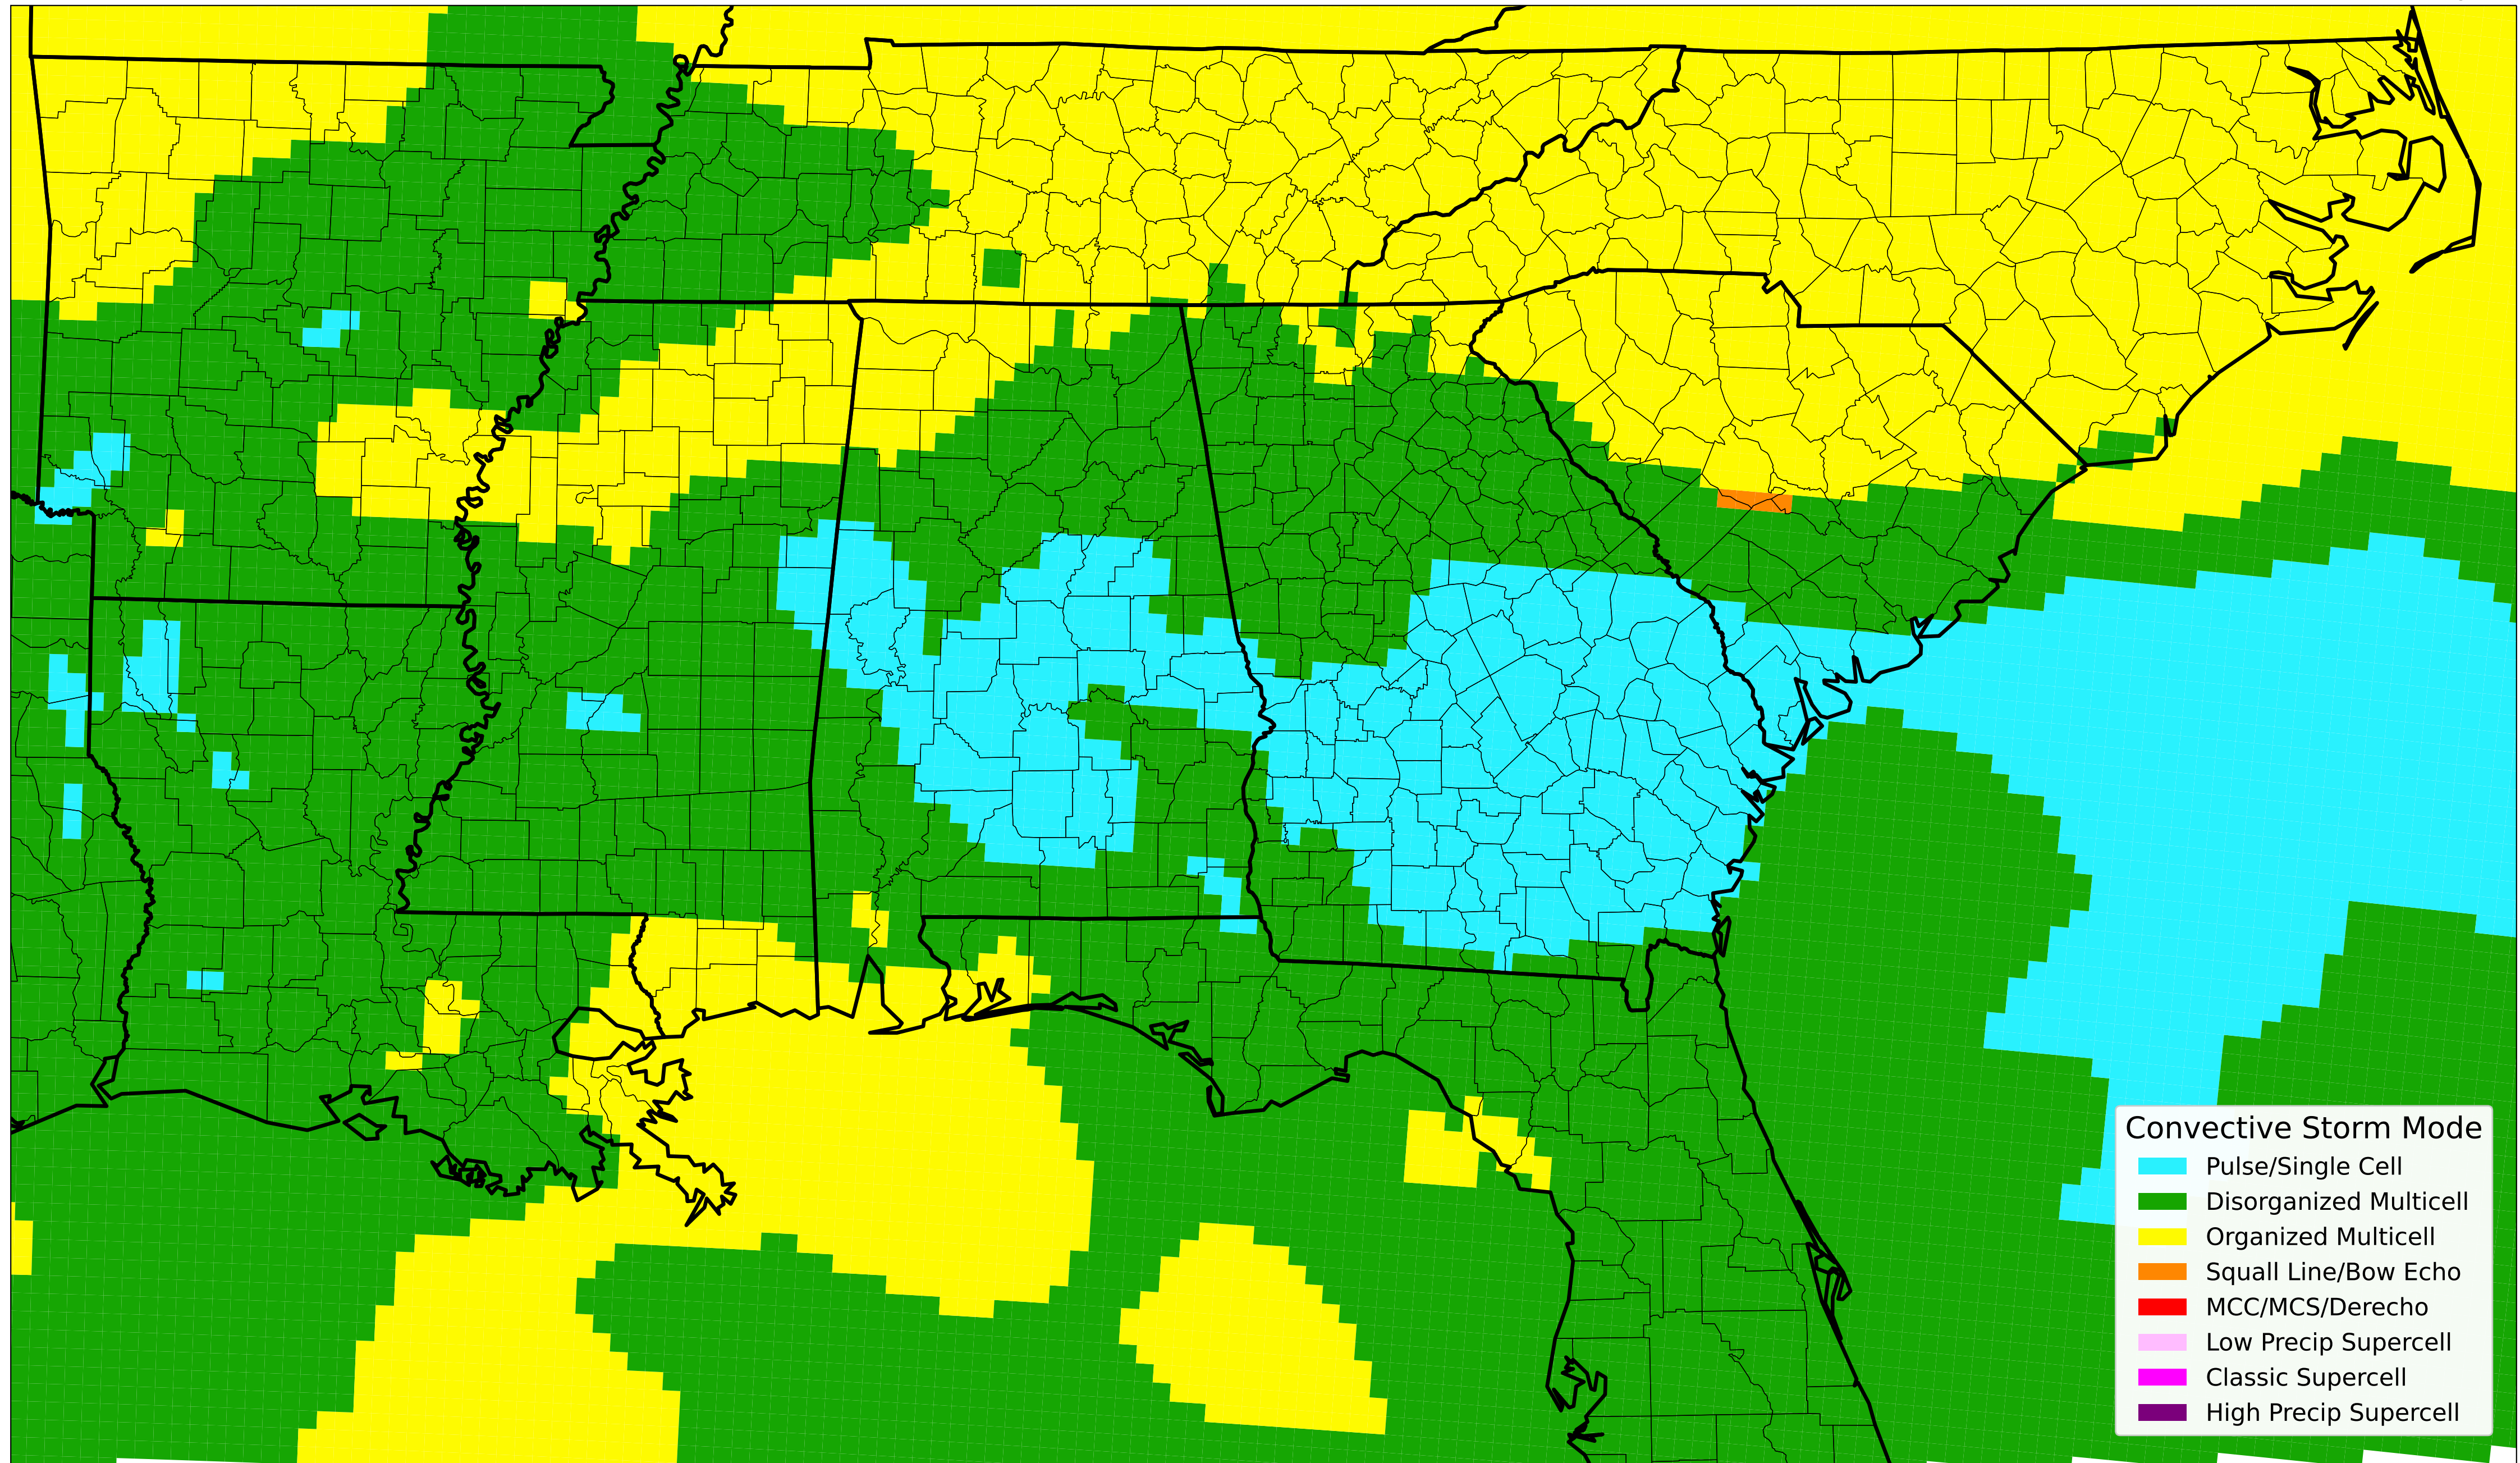 Convective Storm Mode
Pulse/Single Cell
Disorganized Multicell
Organized Multicell
Squall Line/Bow Echo
MCC/MCS/Derecho
Low Precip Supercell
Classic Supercell
High Precip Supercell